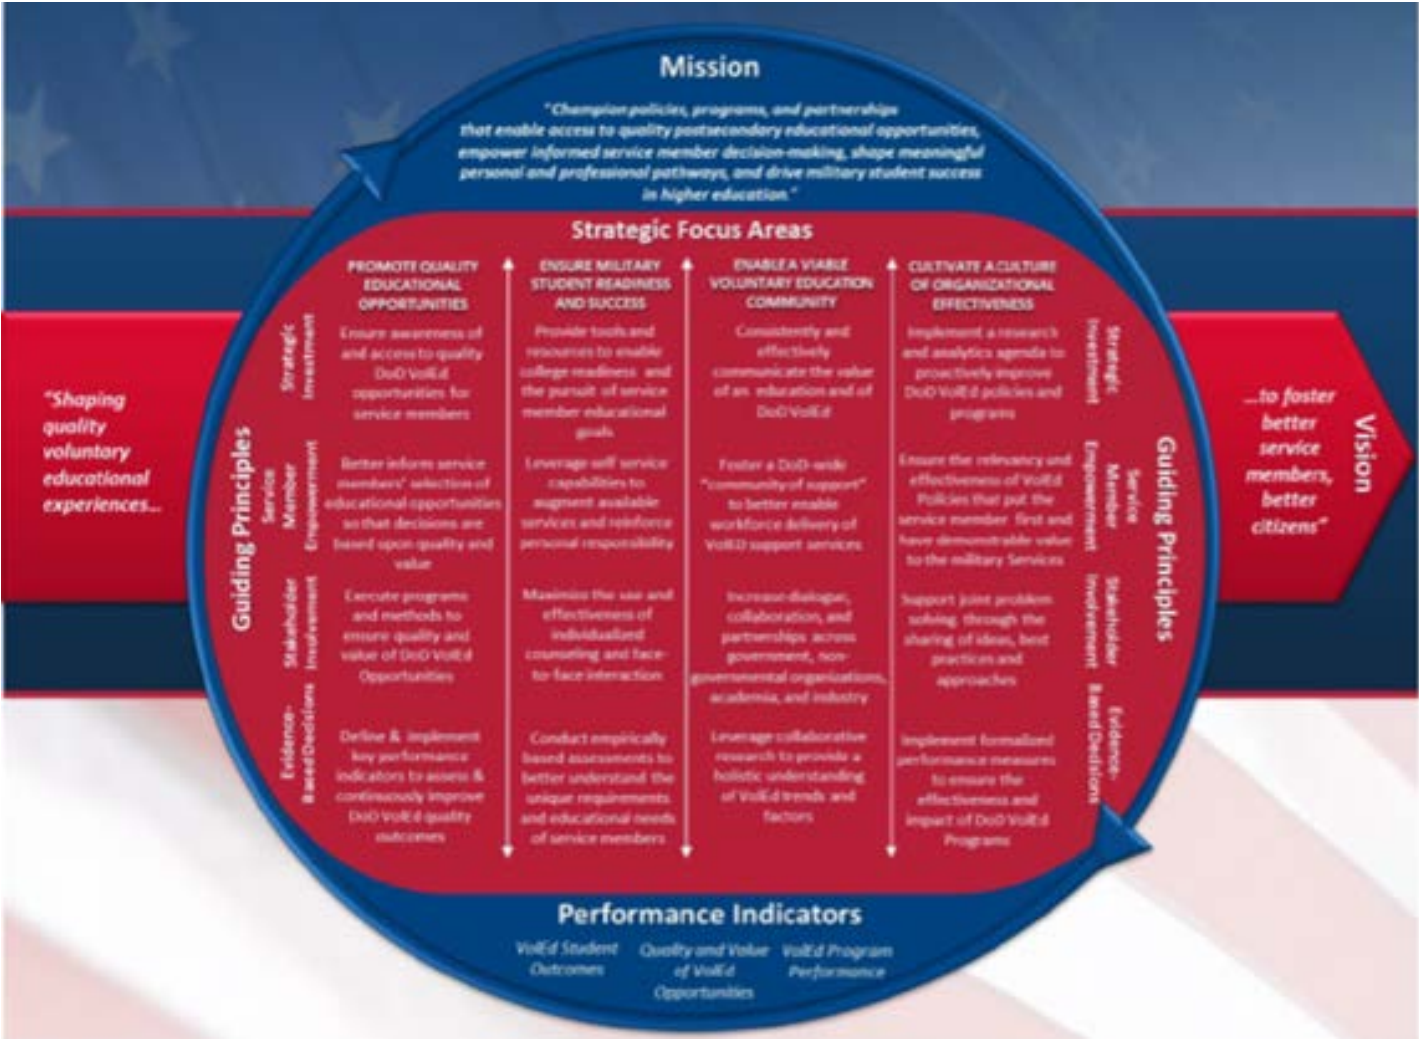 Mission
"Champion policies, programs, and partnerships
that enable access to quality postsecondary educational opportunities,
empower informed service member decision-making, shape meaningful
personal and professional pathways, and drive military student success
in higher education."
Strategic Focus Areas
PROMOTE QUALITY
EDUCATIONAL
OPPORTUNITIES
ENSURE MILITARY
STUDENT READINESS
AND SUCCESS
ENABLE A VIABLE
VOLUNTARY EDUCATION
COMMUNITY
CULTIVATE A CULTURE
OF ORGANIZATIONAL
EFFECTIVENESS
"Shaping
quality
voluntary
educational
experiences...
Guiding Principles
Strategic
Investment
Ensure awareness of
and access to quality
DoD VolEd
opportunities for
service members
Provide tools and
resources to enable
college readiness and
the pursuit of service
member educational
goals
Consistently and
effectively
communicate the value
of an education and of
DoD VolEd
Implement a research
and analytics agenda to
proactively improve
DoD VolEd policies and
programs
Strategic
Investment
Service
Member
Empowerment
Better inform service
members' selection of
educational opportunities
so that decisions are
based upon quality and
value
Leverage self service
capabilities to
augment available
services and reinforce
personal responsibility
Foster a DoD-wide
"community of support"
to better enable
workforce delivery of
VolED support services
Ensure the relevancy and
effectiveness of VolEd
Policies that put the
service member first and
have demonstrable value
to the military Services
Service
Member
Empowerment
Stakeholder
Involvement
Execute programs
and methods to
ensure quality and
value of DoD VolEd
Opportunities
Maximize the use and
effectiveness of
individualized
counseling and face-
to-face interaction
Increase dialogue,
collaboration, and
partnerships across
government, non-
governmental organizations,
academia, and industry
Support joint problem
solving through the
sharing of ideas, best
practices and
approaches
Stakeholder
Involvement
Evidence-
Based Decisions
Define & implement
key performance
indicators to assess &
continuously improve
DoD VolEd quality
outcomes
Conduct empirically
based assessments to
better understand the
unique requirements
and educational needs
of service members
Leverage collaborative
research to provide a
holistic understanding
of VolEd trends and
factors
Implement formalized
performance measures
to ensure the
effectiveness and
impact of DoD VolEd
Programs
Evidence-
Based Decisions
Guiding Principles
...to foster
better
service
members,
better
citizens"
Vision
Performance Indicators
VolEd Student
Outcomes
Quality and Value
of VolEd
Opportunities
VolEd Program
Performance